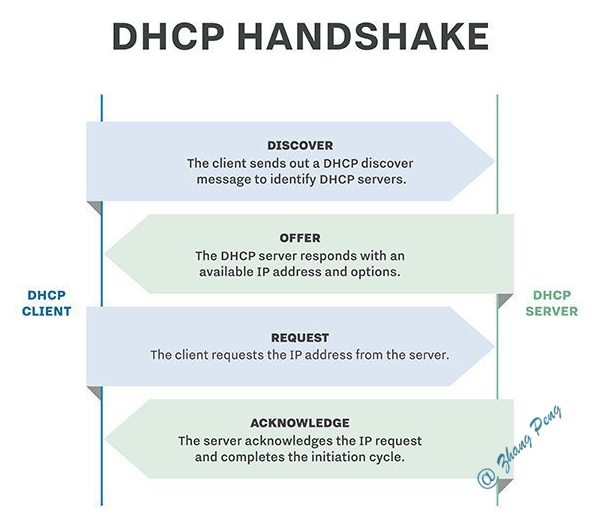 DHCP HANDSHAKE
DISCOVER
The client sends out a DHCP discover
message to identify DHCP servers.
OFFER
The DHCP server responds with an
available IP address and options.
DHCP
CLIENT
DHCP
SERVER
REQUEST
The client requests the IP address from the server.
ACKNOWLEDGE
The server acknowledges the IP request
and completes the initiation cycle.
@ Zhang Peng